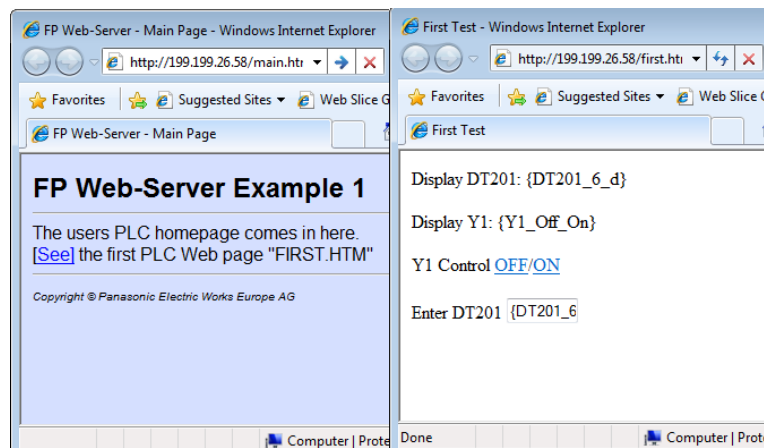 FP Web-Server - Main Page - Windows Internet Explorer
http://199.199.26.58/main.htr
Favorites Suggested Sites Web Slice G
FP Web-Server - Main Page
FP Web-Server Example 1
The users PLC homepage comes in here.
[See] the first PLC Web page "FIRST.HTM"
Copyright © Panasonic Electric Works Europe AG
Computer | Prote
First Test - Windows Internet Explorer
http://199.199.26.58/first.htr
Favorites Suggested Sites Web Slice
First Test
Display DT201: {DT201_6_d}
Display Y1: {Y1_Off_On}
Y1 Control OFF/ON
Enter DT201 {DT201_6
Done Computer | Prot